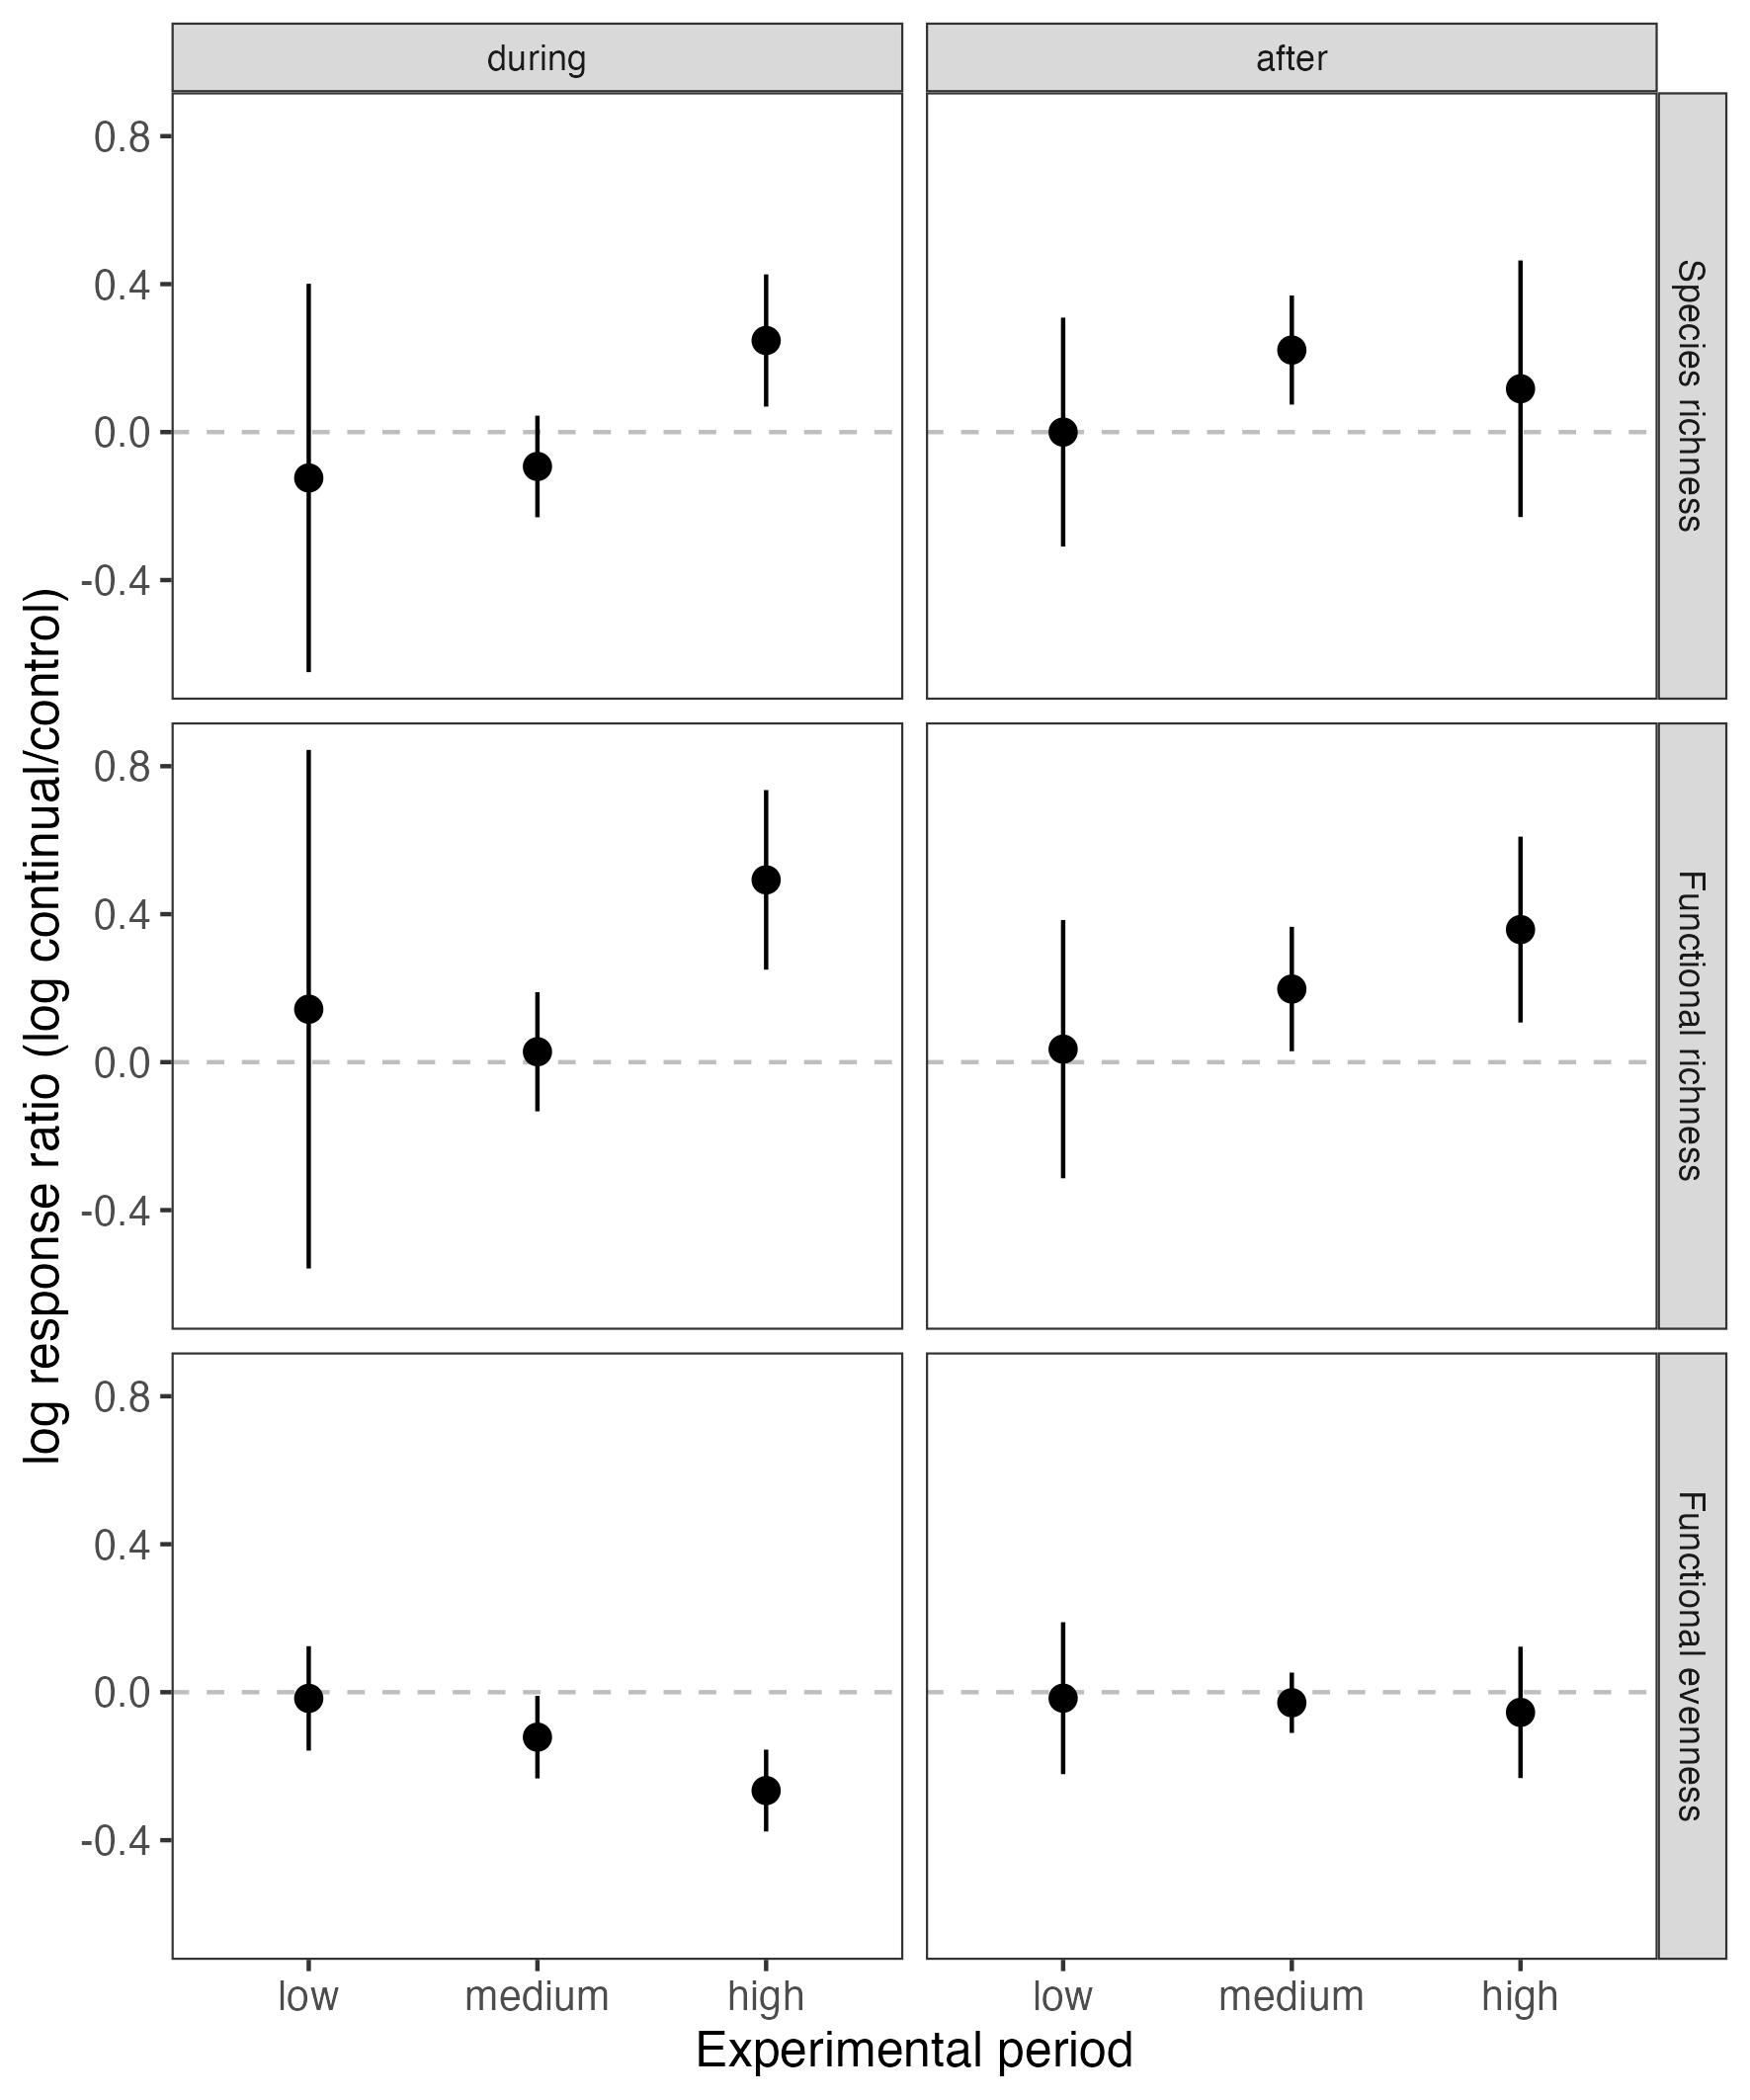 during
after
0.8
0.4
0.0
-0.4
Species richness
0.8
0.4
0.0
-0.4
Functional richness
0.8
0.4
0.0
-0.4
Functional evenness
log response ratio (log continual/control)
low
medium
high
low
medium
high
Experimental period